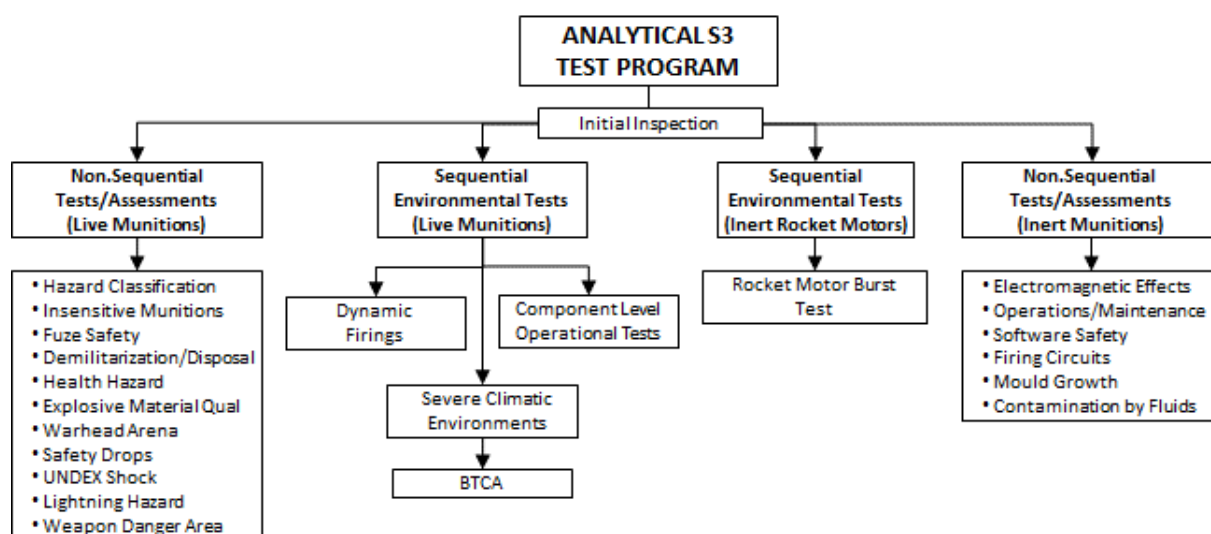 ANALYTICAL S3
TEST PROGRAM
Initial Inspection
Non.Sequential
Tests/Assessments
(Live Munitions)
Sequential
Environmental Tests
(Live Munitions)
Sequential
Environmental Tests
(Inert Rocket Motors)
Non.Sequential
Tests/Assessments
(Inert Munitions)
• Hazard Classification
• Insensitive Munitions
• Fuze Safety
• Demilitarization/Disposal
• Health Hazard
• Explosive Material Qual
• Warhead Arena
• Safety Drops
• UNDEX Shock
• Lightning Hazard
• Weapon Danger Area
Dynamic
Firings
Component Level
Operational Tests
Severe Climatic
Environments
BTCA
Rocket Motor Burst
Test
• Electromagnetic Effects
• Operations/Maintenance
• Software Safety
• Firing Circuits
• Mould Growth
• Contamination by Fluids